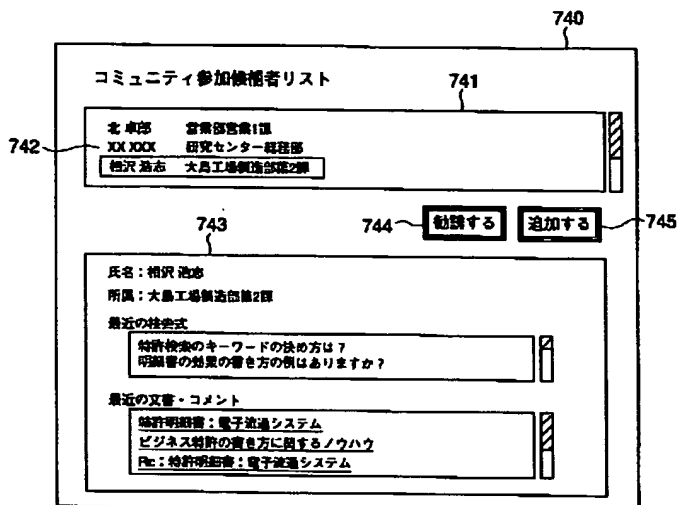 740
コミュニティ参加候補者リスト
741
北 卓郎 営業部営業1課
742
XX XXX 研究センター総務部
相沢 浩志 大島工場製造部第2課
743
744
勧誘する
追加する
745
氏名：相沢 浩志
所属：大島工場製造部第2課
最近の検索式
特許検索のキーワードの決め方は？
明細書の効果の書き方の例はありますか？
最近の文書・コメント
特許明細書：電子流通システム
ビジネス特許の書き方に関するノウハウ
Re：特許明細書：電子流通システム